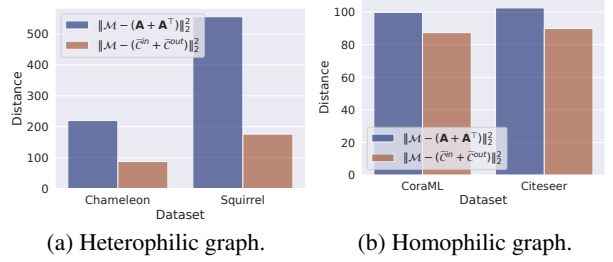 500
400
300
200
100
0
Distance
‖ℳ − (𝐀 + 𝐀^⊤)‖₂²
‖ℳ − (C̃^{in} + C̃^{out})‖₂²
Chameleon Squirrel
Dataset
(a) Heterophilic graph.
100
80
60
40
20
0
Distance
‖ℳ − (𝐀 + 𝐀^⊤)‖₂²
‖ℳ − (C̃^{in} + C̃^{out})‖₂²
CoraML Citeseer
Dataset
(b) Homophilic graph.